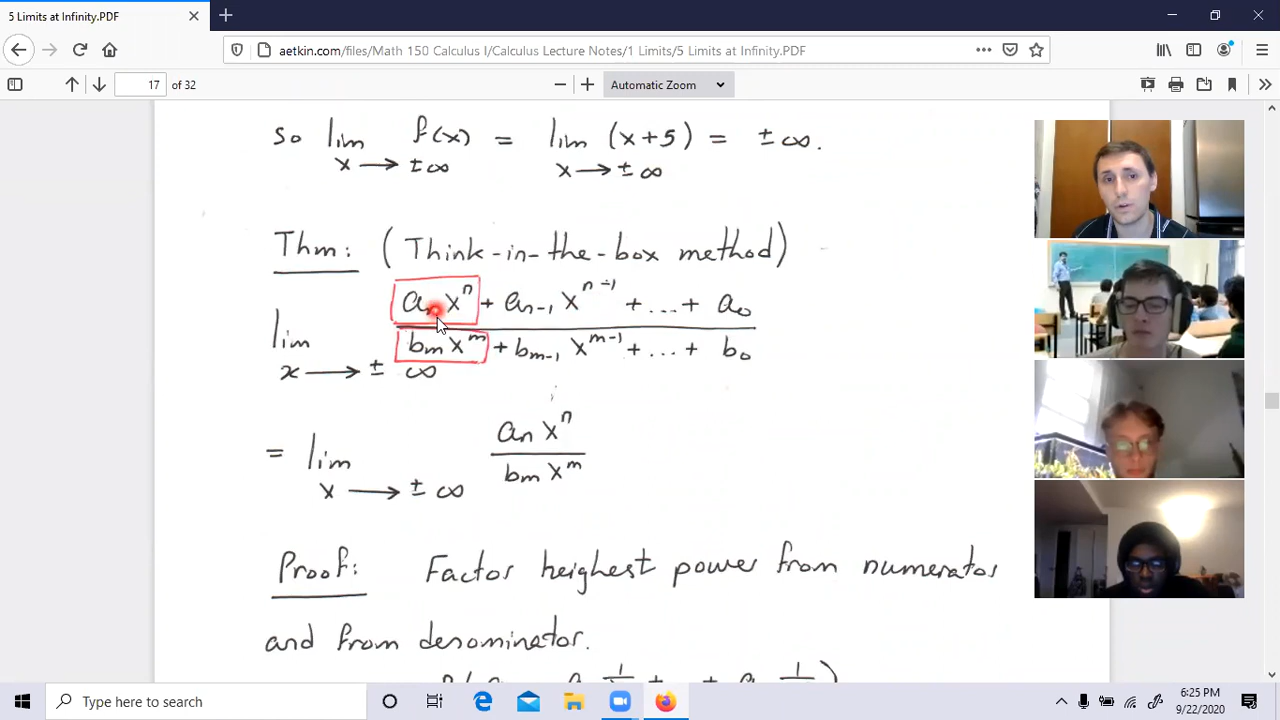 5 Limits at Infinity.PDF
aetkin.com/files/Math 150 Calculus I/Calculus Lecture Notes/1 Limits/5 Limits at Infinity.PDF
17 of 32
Automatic Zoom
So lim x→±∞ f(x) = lim x→±∞ (x+5) = ±∞.
Thm: (Think-in-the-box method)
lim x→±∞ (aₙxⁿ + aₙ₋₁xⁿ⁻¹ + ... + a₀) / (bₘxᵐ + bₘ₋₁xᵐ⁻¹ + ... + b₀)
= lim x→±∞ aₙxⁿ / bₘxᵐ
Proof: Factor heighest power from numerator
and from denominator.
Type here to search
6:25 PM
9/22/2020